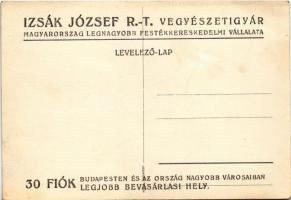 IZSÁK JÓZSEF R.-T. VEGYÉSZETIGYÁR
MAGYARORSZÁG LEGNAGYOBB FESTÉKKERESKEDELMI VÁLLALATA
LEVELEZŐ-LAP
30 FIÓK BUDAPESTEN ÉS AZ ORSZÁG NAGYOBB VÁROSAIBAN
LEGJOBB BEVÁSÁRLASI HELY.